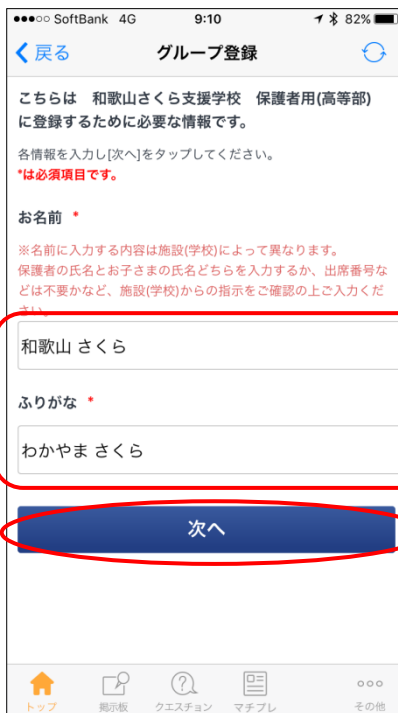 SoftBank 4G 9:10 82%
戻る グループ登録
こちらは 和歌山さくら支援学校 保護者用(高等部)
に登録するために必要な情報です。
各情報を入力し[次へ]をタップしてください。
*は必須項目です。
お名前 *
※名前に入力する内容は施設(学校)によって異なります。
保護者の氏名とお子さまの氏名どちらを入力するか、出席番号な
どは不要かなど、施設(学校)からの指示をご確認の上ご入力くだ
さい。
和歌山 さくら
ふりがな *
わかやま さくら
次へ
トップ 掲示板 クエスチョン マチプレ その他